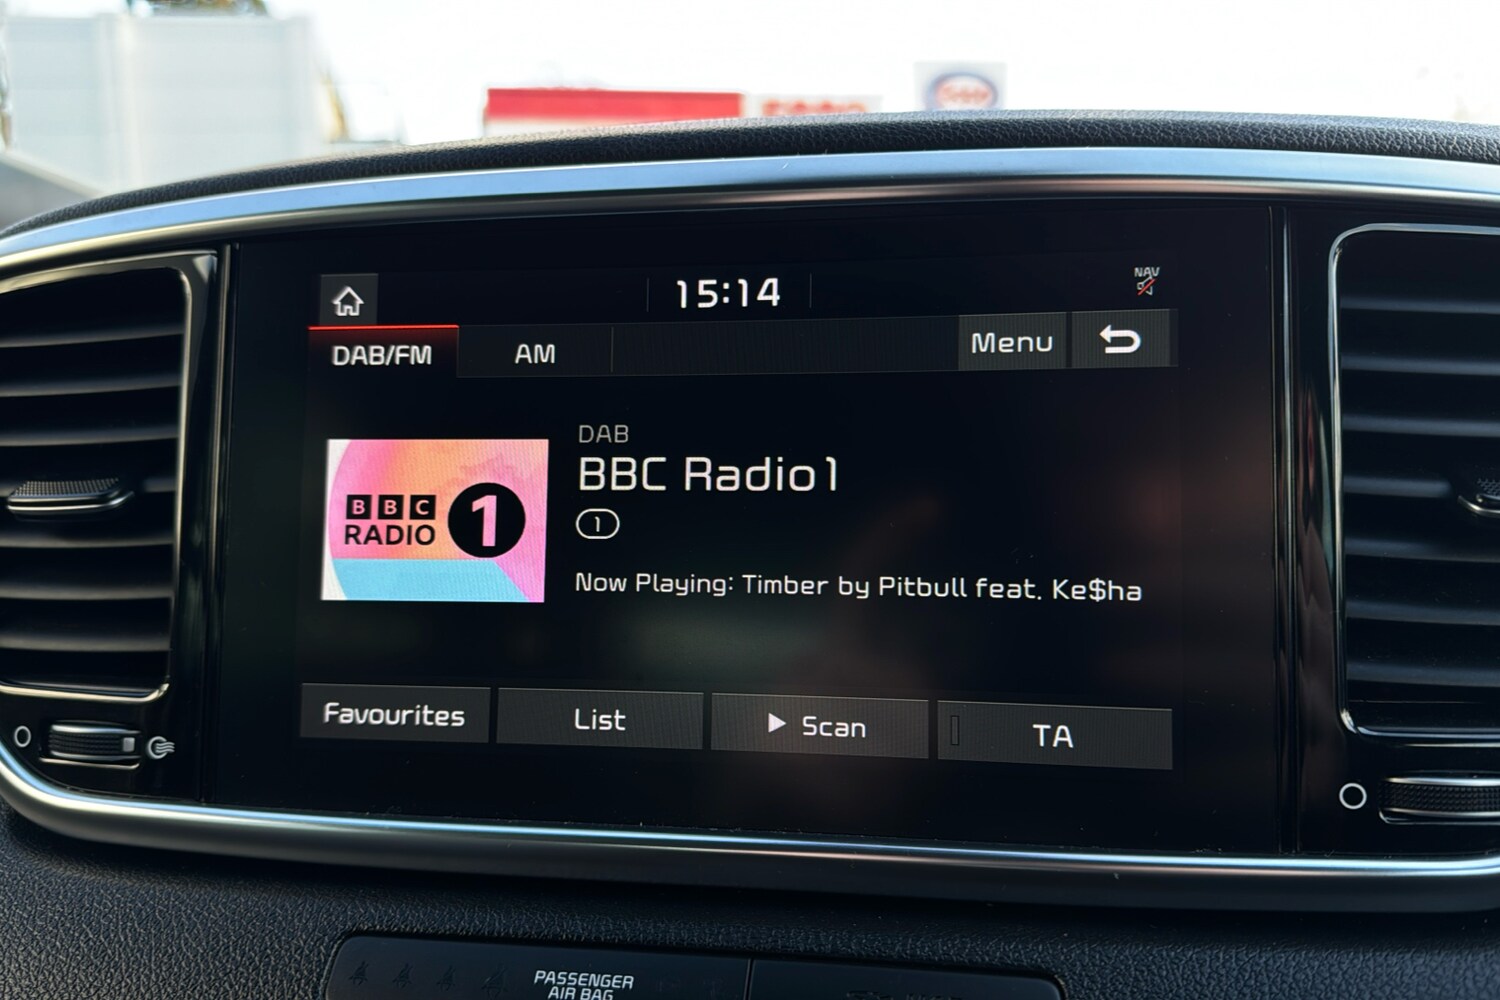 15:14
NAV
DAB/FM
AM
Menu
DAB
BBC Radio1
1
BBC
RADIO
1
Now Playing: Timber by Pitbull feat. Ke$ha
Favourites
List
Scan
TA
PASSENGER
AIR BAG